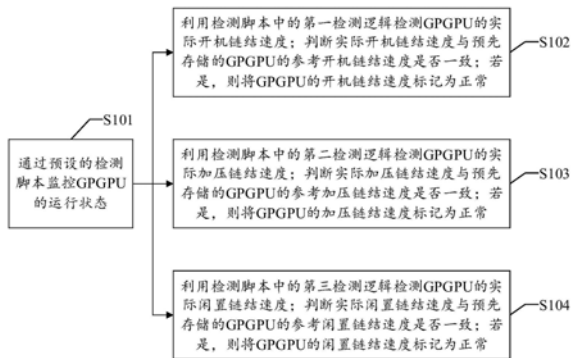 利用检测脚本中的第一检测逻辑检测GPGPU的实
际开机链结速度；判断实际开机链结速度与预先
存储的GPGPU的参考开机链结速度是否一致；若
是，则将GPGPU的开机链结速度标记为正常
S102
S101
通过预设的检测
脚本监控GPGPU
的运行状态
利用检测脚本中的第二检测逻辑检测GPGPU的实
际加压链结速度；判断实际加压链结速度与预先
存储的GPGPU的参考加压链结速度是否一致；若
是，则将GPGPU的加压链结速度标记为正常
S103
利用检测脚本中的第三检测逻辑检测GPGPU的实
际闲置链结速度；判断实际闲置链结速度与预先
存储的GPGPU的参考闲置链结速度是否一致；若
是，则将GPGPU的闲置链结速度标记为正常
S104